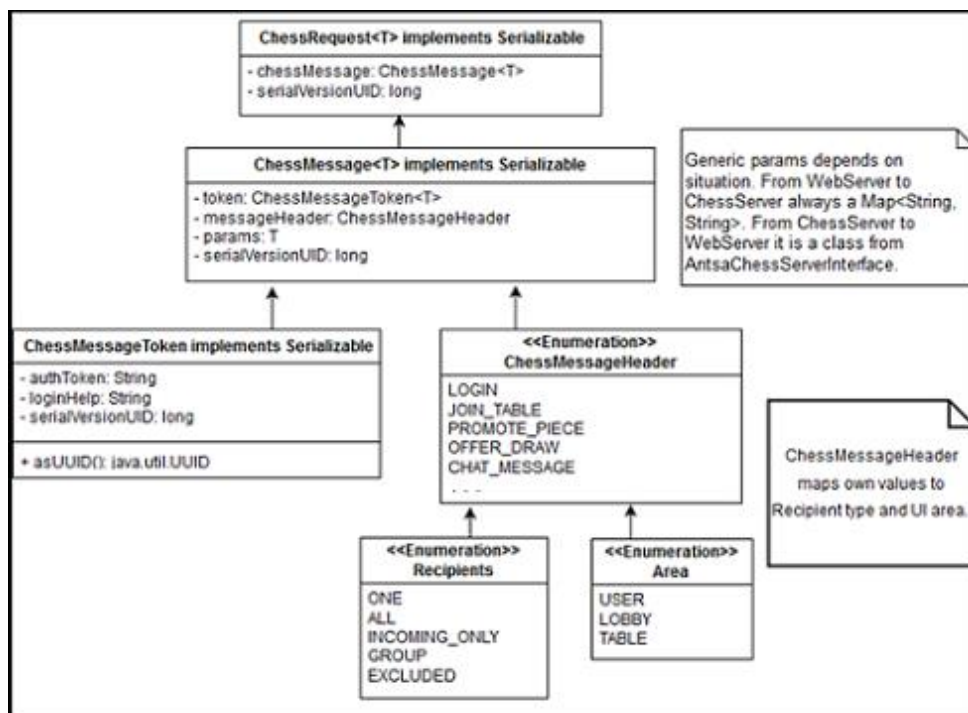 ChessRequest<T> implements Serializable
- chessMessage: ChessMessage<T>
- serialVersionUID: long
ChessMessage<T> implements Serializable
- token: ChessMessageToken<T>
- messageHeader: ChessMessageHeader
- params: T
- serialVersionUID: long
Generic params depends on
situation. From WebServer to
ChessServer always a Map<String,
String>. From ChessServer to
WebServer it is a class from
AntsaChessServerInterface.
ChessMessageToken implements Serializable
- authToken: String
- loginHelp: String
- serialVersionUID: long
+ asUUID(): java.util.UUID
<<Enumeration>>
ChessMessageHeader
LOGIN
JOIN_TABLE
PROMOTE_PIECE
OFFER_DRAW
CHAT_MESSAGE
. . .
ChessMessageHeader
maps own values to
Recipient type and UI area.
<<Enumeration>>
Recipients
ONE
ALL
INCOMING_ONLY
GROUP
EXCLUDED
<<Enumeration>>
Area
USER
LOBBY
TABLE